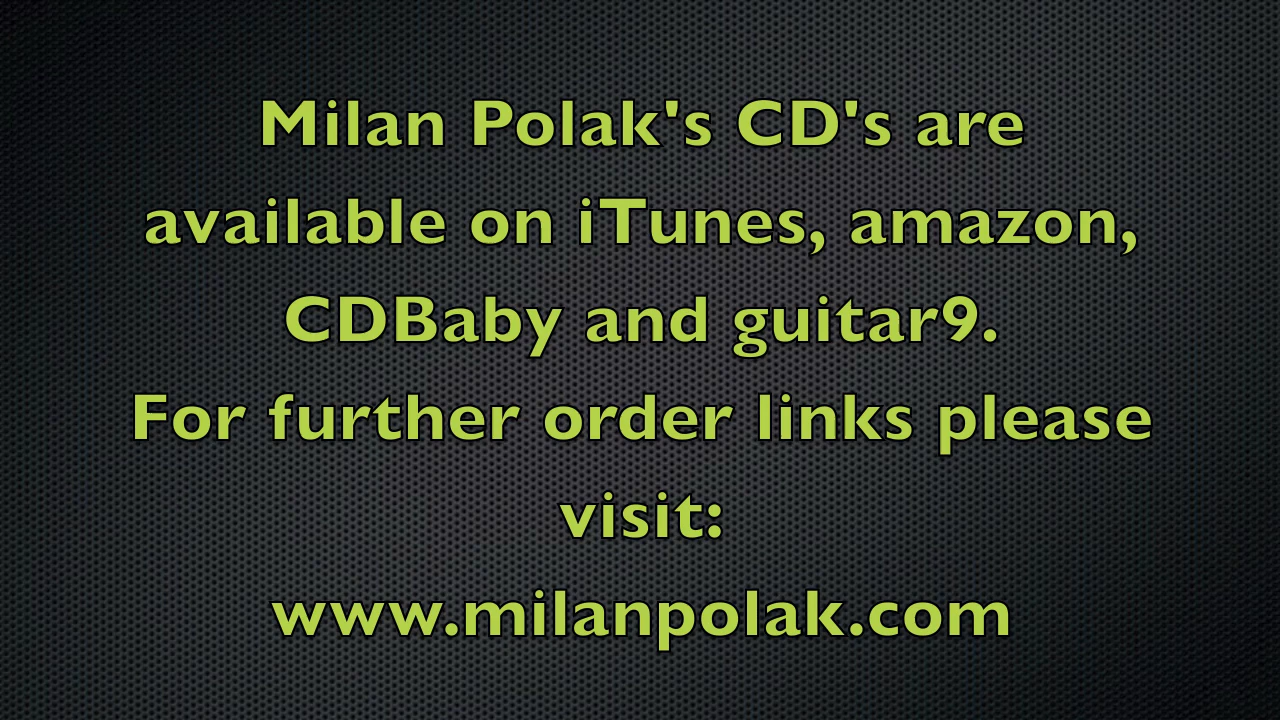 Milan Polak's CD's are
available on iTunes, amazon,
CDBaby and guitar9.
For further order links please
visit:
www.milanpolak.com